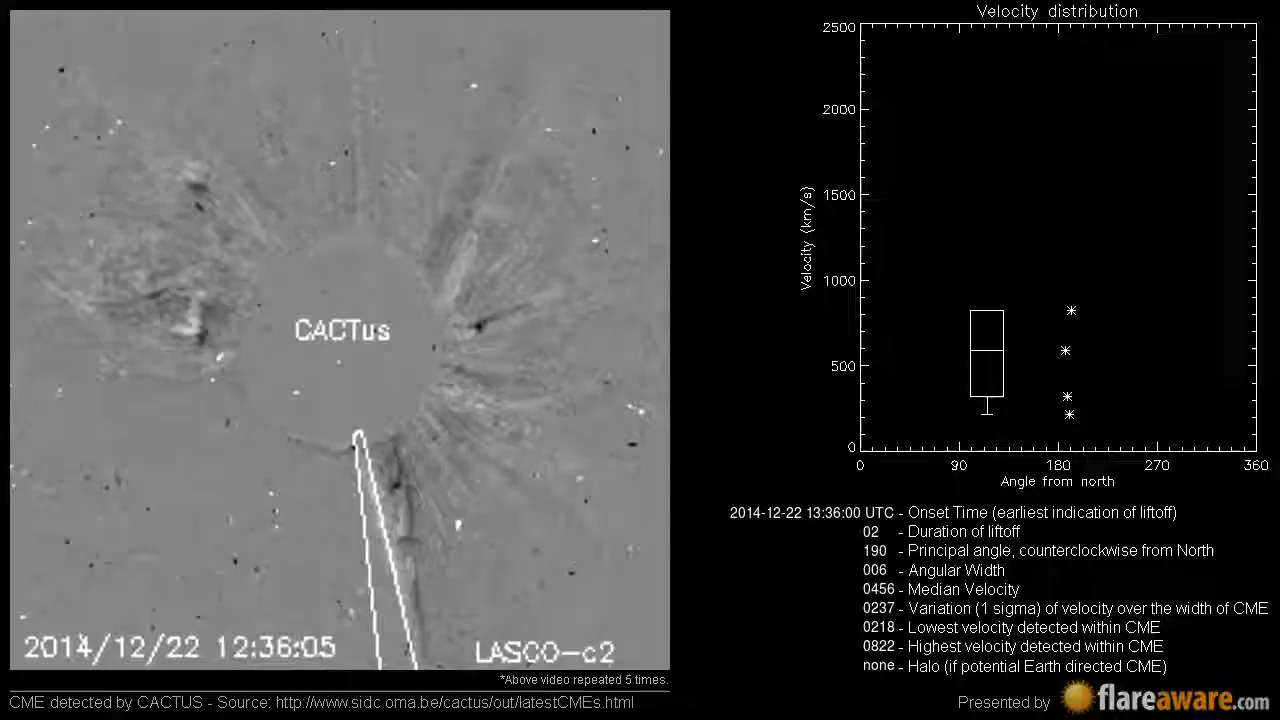 Velocity distribution
2500
2000
1500
1000
500
0
Velocity (km/s)
0 90 180 270 360
Angle from north
CACTus
2014/12/22 12:36:05 LASCO-c2
*Above video repeated 5 times.
2014-12-22 13:36:00 UTC - Onset Time (earliest indication of liftoff)
02 - Duration of liftoff
190 - Principal angle, counterclockwise from North
006 - Angular Width
0456 - Median Velocity
0237 - Variation (1 sigma) of velocity over the width of CME
0218 - Lowest velocity detected within CME
0822 - Highest velocity detected within CME
none - Halo (if potential Earth directed CME)
CME detected by CACTUS - Source: http://www.sidc.oma.be/cactus/out/latestCMEs.html
Presented by flareaware.com